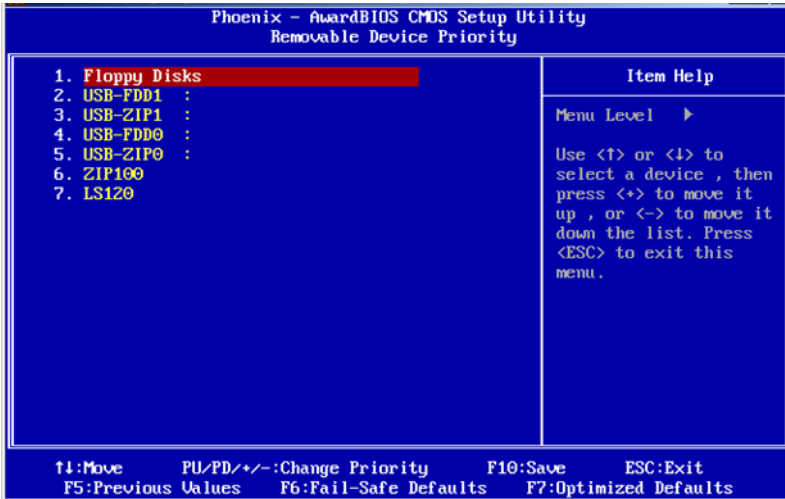 Phoenix - AwardBIOS CMOS Setup Utility
Removable Device Priority
1. Floppy Disks
2. USB-FDD1 :
3. USB-ZIP1 :
4. USB-FDD0 :
5. USB-ZIP0 :
6. ZIP100
7. LS120
Item Help
Menu Level ▶
Use <↑> or <↓> to
select a device , then
press <+> to move it
up , or <-> to move it
down the list. Press
<ESC> to exit this
menu.
↑↓:Move PU/PD/+/-:Change Priority F10:Save ESC:Exit
F5:Previous Values F6:Fail-Safe Defaults F7:Optimized Defaults